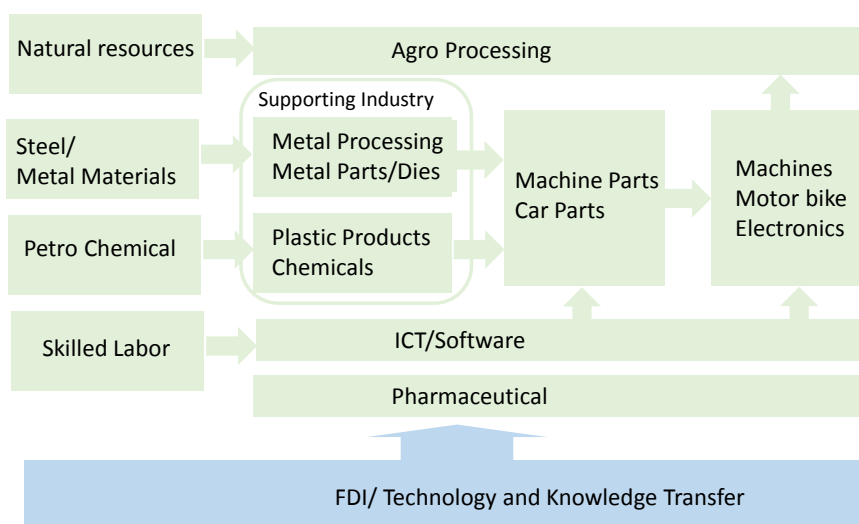 Natural resources
Agro Processing
Supporting Industry
Steel/
Metal Materials
Metal Processing
Metal Parts/Dies
Machine Parts
Car Parts
Machines
Motor bike
Electronics
Petro Chemical
Plastic Products
Chemicals
Skilled Labor
ICT/Software
Pharmaceutical
FDI/ Technology and Knowledge Transfer